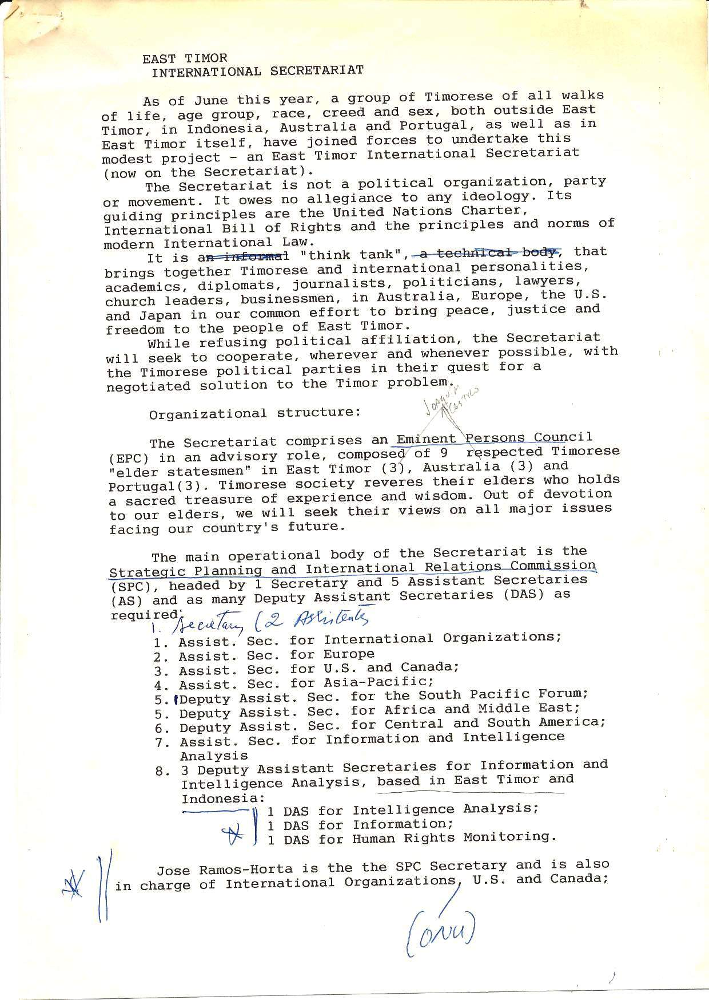 EAST TIMOR
INTERNATIONAL SECRETARIAT
As of June this year, a group of Timorese of all walks
of life, age group, race, creed and sex, both outside East
Timor, in Indonesia, Australia and Portugal, as well as in
East Timor itself, have joined forces to undertake this
modest project - an East Timor International Secretariat
(now on the Secretariat).
The Secretariat is not a political organization, party
or movement. It owes no allegiance to any ideology. Its
guiding principles are the United Nations Charter,
International Bill of Rights and the principles and norms of
modern International Law.
It is an informal "think tank", a technical body, that
brings together Timorese and international personalities,
academics, diplomats, journalists, politicians, lawyers,
church leaders, businessmen, in Australia, Europe, the U.S.
and Japan in our common effort to bring peace, justice and
freedom to the people of East Timor.
While refusing political affiliation, the Secretariat
will seek to cooperate, wherever and whenever possible, with
the Timorese political parties in their quest for a
negotiated solution to the Timor problem.
JOAQUIM
CASTRO
Organizational structure:
The Secretariat comprises an Eminent Persons Council
(EPC) in an advisory role, composed of 9 respected Timorese
"elder statesmen" in East Timor (3), Australia (3) and
Portugal(3). Timorese society reveres their elders who holds
a sacred treasure of experience and wisdom. Out of devotion
to our elders, we will seek their views on all major issues
facing our country's future.
The main operational body of the Secretariat is the
Strategic Planning and International Relations Commission
(SPC), headed by 1 Secretary and 5 Assistant Secretaries
(AS) and as many Deputy Assistant Secretaries (DAS) as
required:
1. Secretary (2 Assistents
1. Assist. Sec. for International Organizations;
2. Assist. Sec. for Europe
3. Assist. Sec. for U.S. and Canada;
4. Assist. Sec. for Asia-Pacific;
5. Deputy Assist. Sec. for the South Pacific Forum;
5. Deputy Assist. Sec. for Africa and Middle East;
6. Deputy Assist. Sec. for Central and South America;
7. Assist. Sec. for Information and Intelligence
Analysis
8. 3 Deputy Assistant Secretaries for Information and
Intelligence Analysis, based in East Timor and
Indonesia:
1 DAS for Intelligence Analysis;
1 DAS for Information;
1 DAS for Human Rights Monitoring.
Jose Ramos-Horta is the the SPC Secretary and is also
in charge of International Organizations, U.S. and Canada;
(ONU)